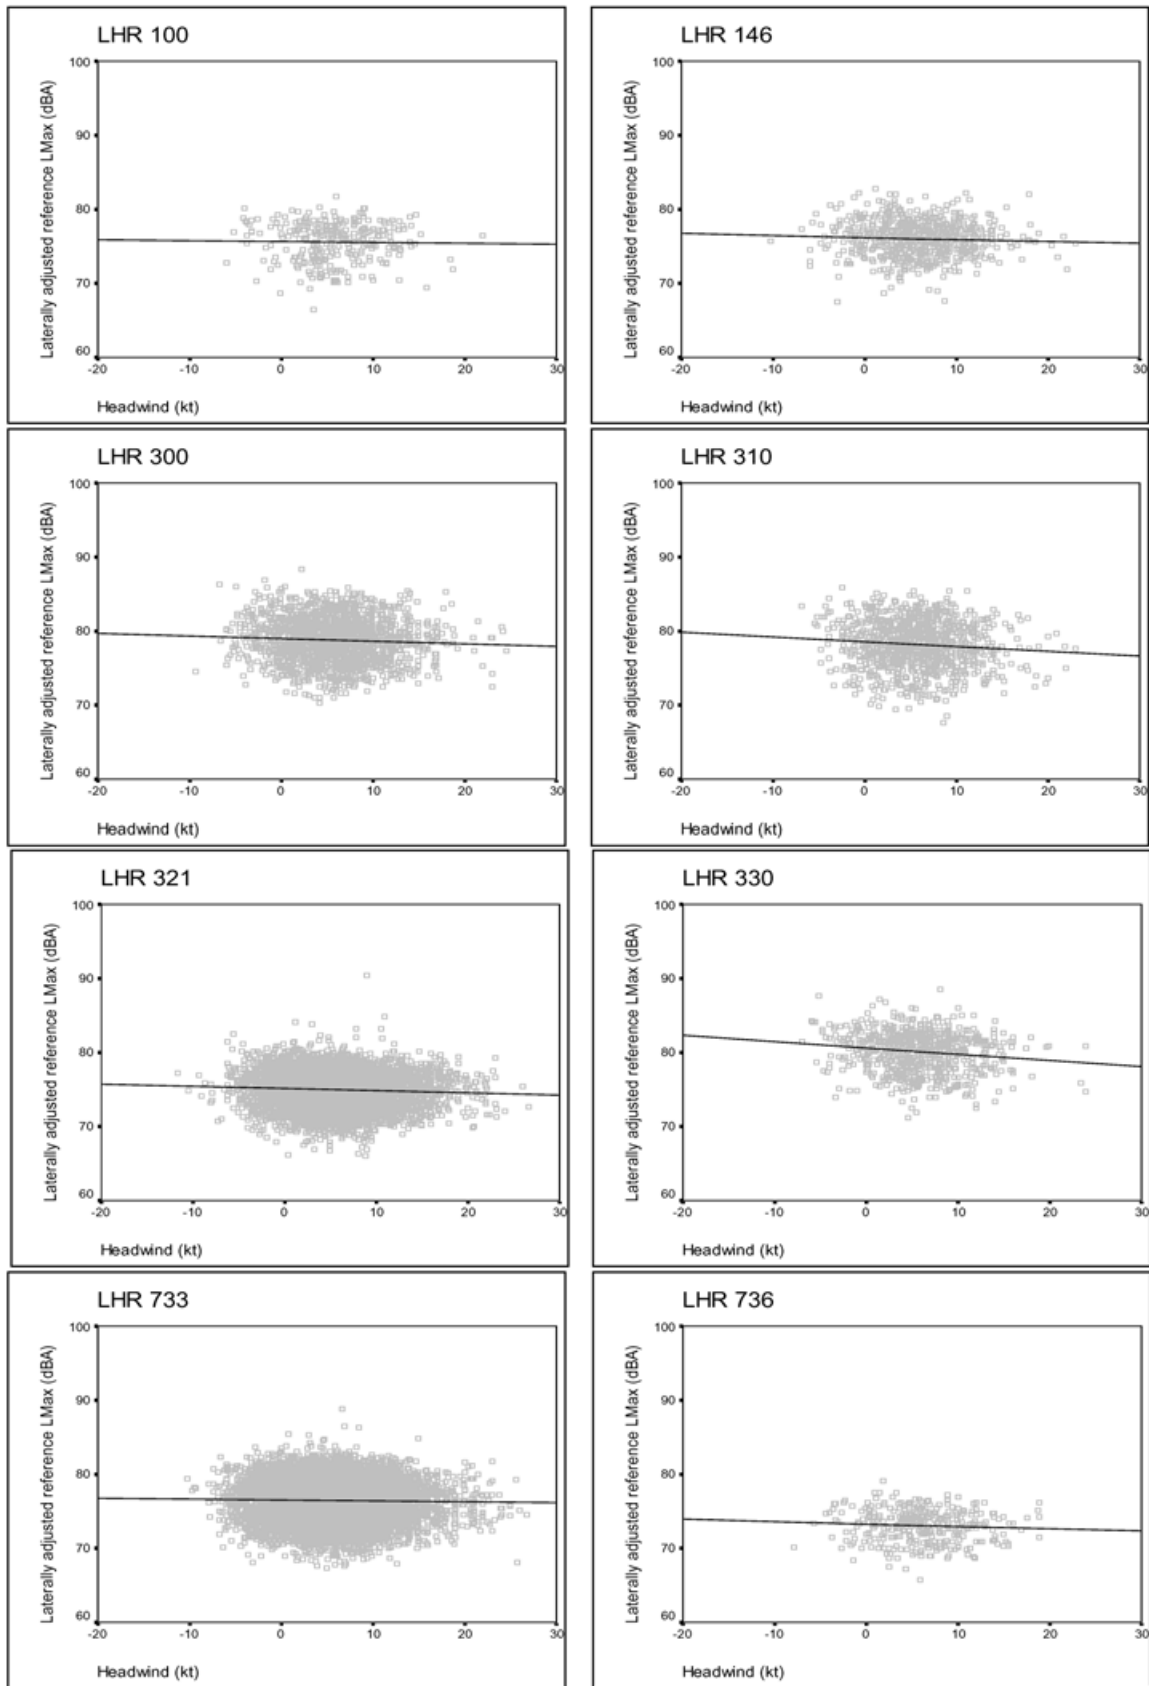 LHR 100
Laterally adjusted reference LMax (dBA)
100
90
80
70
60
-20 -10 0 10 20 30
Headwind (kt)
LHR 146
Laterally adjusted reference LMax (dBA)
100
90
80
70
60
-20 -10 0 10 20 30
Headwind (kt)
LHR 300
Laterally adjusted reference LMax (dBA)
100
90
80
70
60
-20 -10 0 10 20 30
Headwind (kt)
LHR 310
Laterally adjusted reference LMax (dBA)
100
90
80
70
60
-20 -10 0 10 20 30
Headwind (kt)
LHR 321
Laterally adjusted reference LMax (dBA)
100
90
80
70
60
-20 -10 0 10 20 30
Headwind (kt)
LHR 330
Laterally adjusted reference LMax (dBA)
100
90
80
70
60
-20 -10 0 10 20 30
Headwind (kt)
LHR 733
Laterally adjusted reference LMax (dBA)
100
90
80
70
60
-20 -10 0 10 20 30
Headwind (kt)
LHR 736
Laterally adjusted reference LMax (dBA)
100
90
80
70
60
-20 -10 0 10 20 30
Headwind (kt)